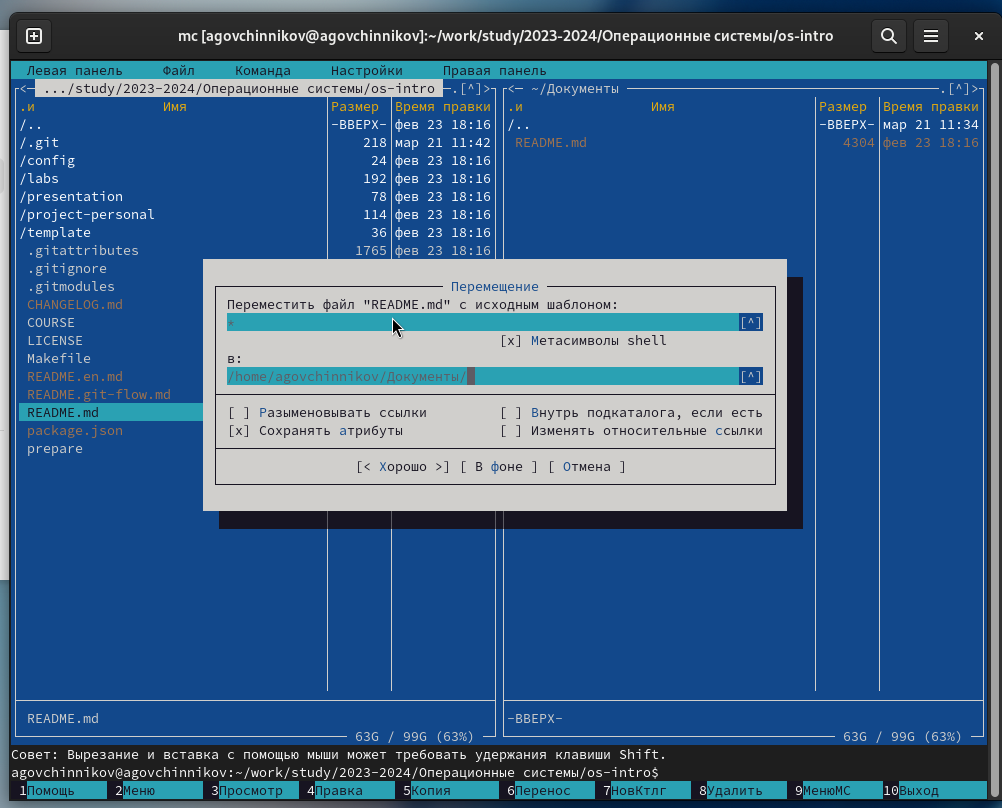 mc [agovchinnikov@agovchinnikov]:~/work/study/2023-2024/Операционные системы/os-intro
Левая панель Файл Команда Настройки Правая панель
<— .../study/2023-2024/Операционные системы/os-intro —.[^]>
.и Имя Размер Время правки
/.. -ВВЕРХ- фев 23 18:16
/.git 218 мар 21 11:42
/config 24 фев 23 18:16
/labs 192 фев 23 18:16
/presentation 78 фев 23 18:16
/project-personal 114 фев 23 18:16
/template 36 фев 23 18:16
.gitattributes 1765 фев 23 18:16
.gitignore
.gitmodules
CHANGELOG.md
COURSE
LICENSE
Makefile
README.en.md
README.git-flow.md
README.md
package.json
prepare
README.md
63G / 99G (63%)
<— ~/Документы —.[^]>
.и Имя Размер Время правки
/.. -ВВЕРХ- мар 21 11:34
README.md 4304 фев 23 18:16
-ВВЕРХ-
63G / 99G (63%)
Перемещение
Переместить файл "README.md" с исходным шаблоном:
* [^]
[x] Метасимволы shell
в:
/home/agovchinnikov/Документы/ [^]
[ ] Разыменовывать ссылки [ ] Внутрь подкаталога, если есть
[x] Сохранять атрибуты [ ] Изменять относительные ссылки
[< Хорошо >] [ В фоне ] [ Отмена ]
Совет: Вырезание и вставка с помощью мыши может требовать удержания клавиши Shift.
agovchinnikov@agovchinnikov:~/work/study/2023-2024/Операционные системы/os-intro$
1Помощь 2Меню 3Просмотр 4Правка 5Копия 6Перенос 7НовКтлг 8Удалить 9МенюМС 10Выход